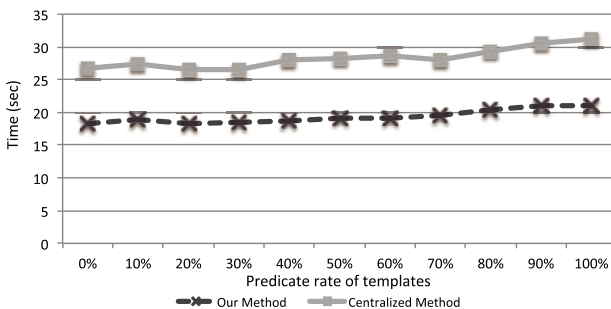 35
30
25
20
15
10
5
0
Time (sec)
0% 10% 20% 30% 40% 50% 60% 70% 80% 90% 100%
Predicate rate of templates
Our Method Centralized Method